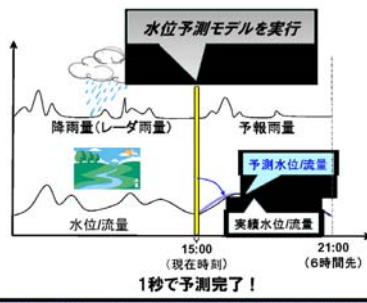 水位予測モデルを実行
降雨量(レーダ雨量)
予報雨量
予測水位/流量
水位/流量
実績水位/流量
15:00
(現在時刻)
21:00
(6時間先)
1秒で予測完了！